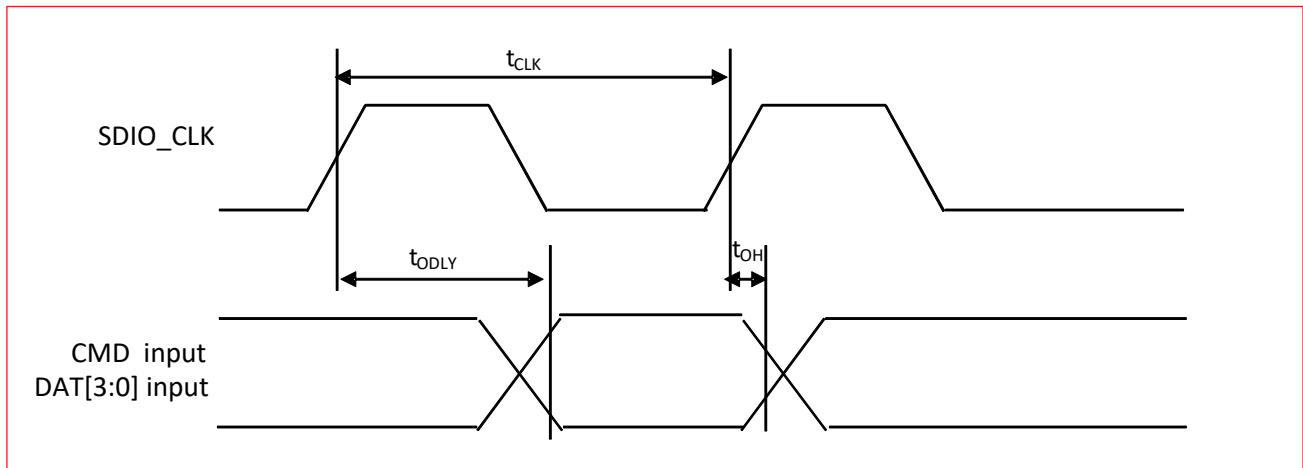 tCLK
SDIO_CLK
tODLY
tOH
CMD input
DAT[3:0] input